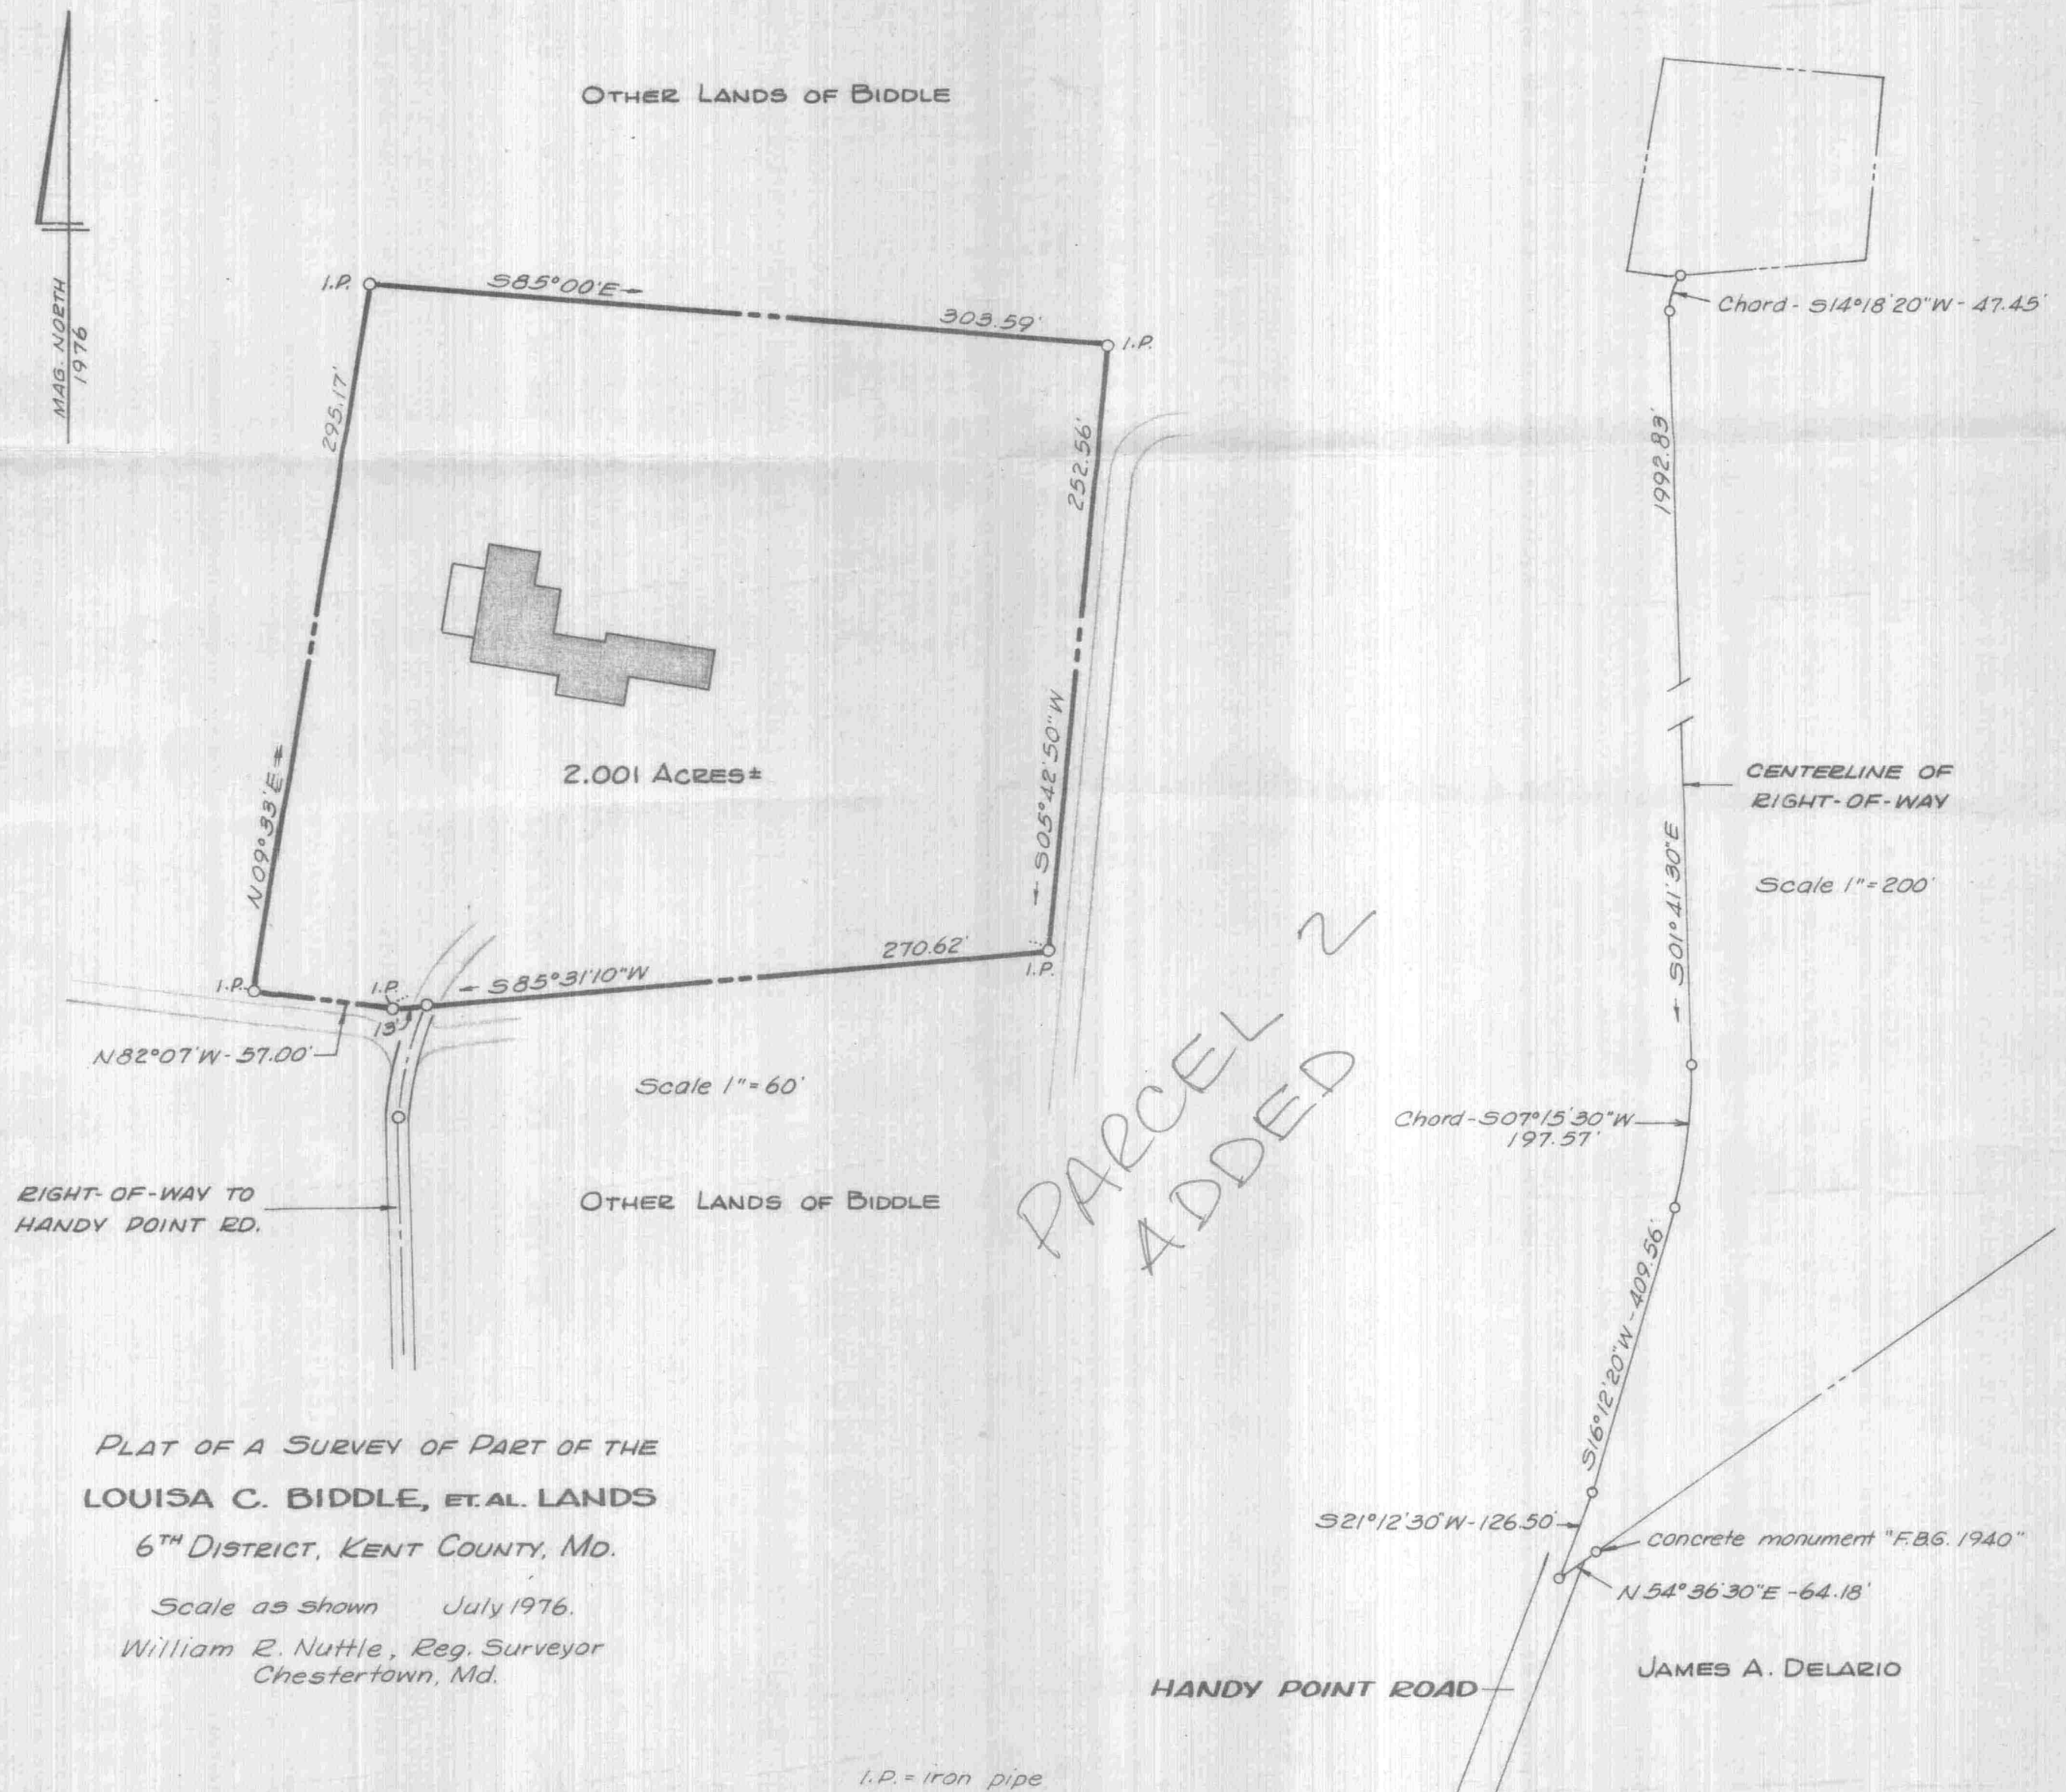 OTHER LANDS OF BIDDLE
MAG. NORTH
1976
I.P.
S85°00'E
303.59'
I.P.
295.17'
N09°33'E
252.56'
S05°42'50"W
2.001 ACRES±
I.P.
I.P.
13'
S85°31'10"W
270.62'
I.P.
N82°07'W-57.00'
Scale 1"=60'
RIGHT-OF-WAY TO
HANDY POINT RD.
OTHER LANDS OF BIDDLE
PARCEL 2
ADDED
Chord - S14°18'20"W - 47.45'
1992.83'
CENTERLINE OF
RIGHT-OF-WAY
Scale 1"=200'
S01°41'30"E
Chord-S07°15'30"W
197.57'
S16°12'20"W-409.56'
S21°12'30"W-126.50'
concrete monument "F.B.G. 1940"
N54°36'30"E-64.18'
JAMES A. DELARIO
HANDY POINT ROAD
PLAT OF A SURVEY OF PART OF THE
LOUISA C. BIDDLE, ET. AL. LANDS
6TH DISTRICT, KENT COUNTY, MD.
Scale as shown July 1976.
William R. Nuttle, Reg. Surveyor
Chestertown, Md.
I.P. = iron pipe